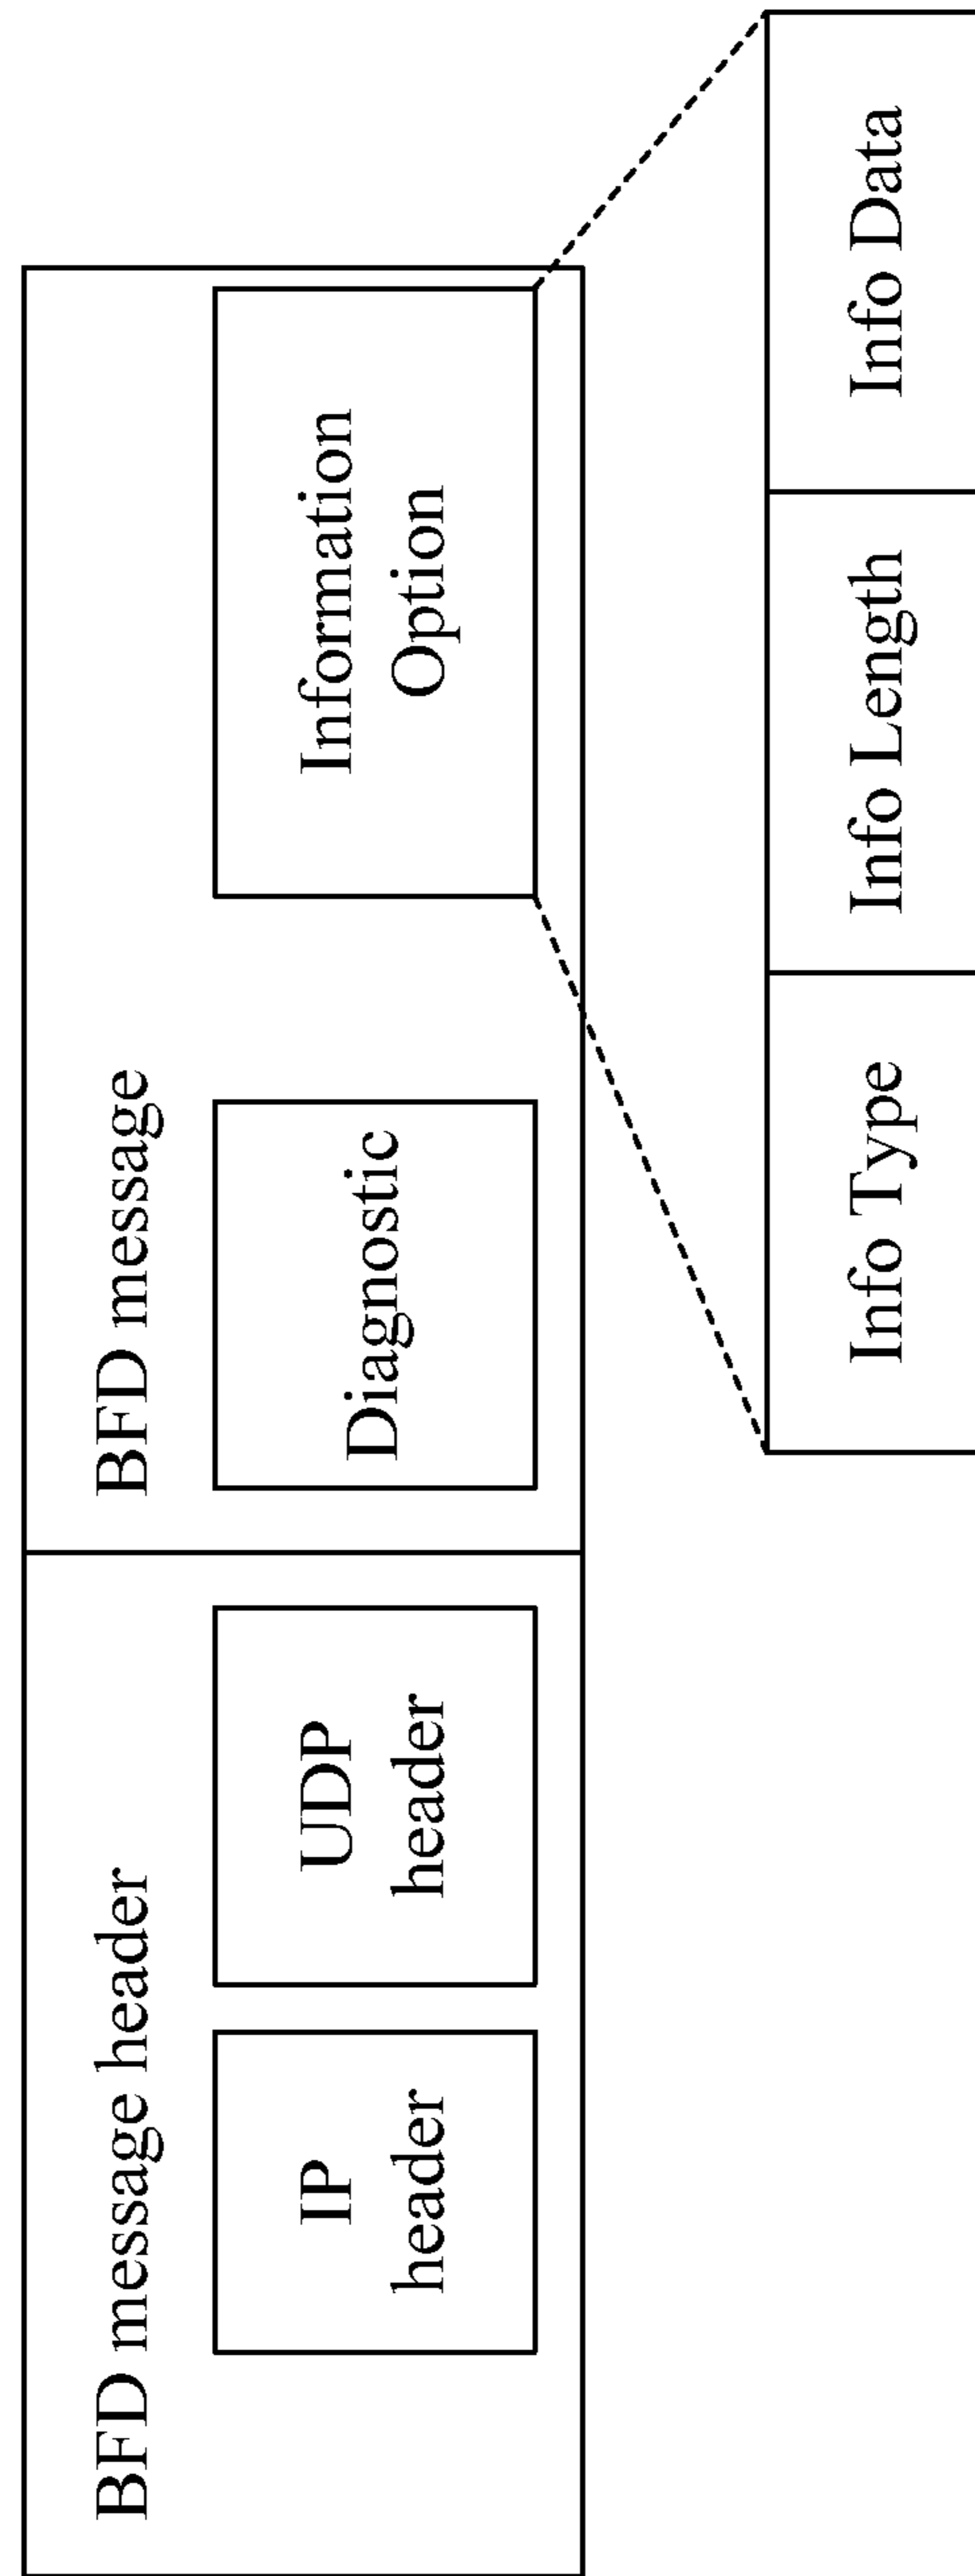 BFD message header
BFD message
IP
header
UDP
header
Diagnostic
Information
Option
Info Type
Info Length
Info Data